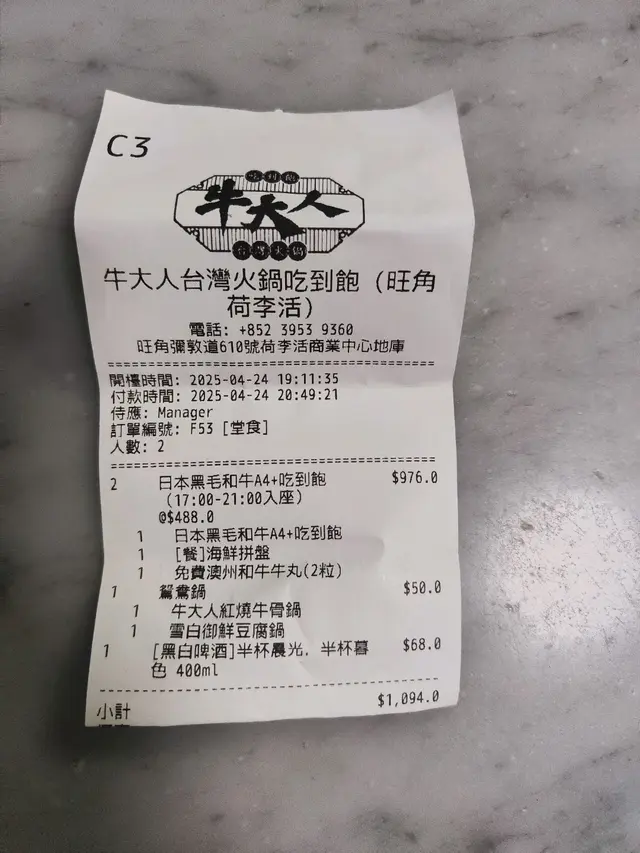 C3
吃到飽
牛大人
台灣火鍋
牛大人台灣火鍋吃到飽 (旺角
荷李活)
電話: +852 3953 9360
旺角彌敦道610號荷李活商業中心地庫
開檯時間: 2025-04-24 19:11:35
付款時間: 2025-04-24 20:49:21
侍應: Manager
訂單編號: F53 [堂食]
人數: 2
2 日本黑毛和牛A4+吃到飽 $976.0
(17:00-21:00入座)
@$488.0
1 日本黑毛和牛A4+吃到飽
1 [餐]海鮮拼盤
1 免費澳州和牛牛丸(2粒)
1 鴛鴦鍋 $50.0
1 牛大人紅燒牛骨鍋
1 雪白御鮮豆腐鍋
1 [黑白啤酒]半杯晨光, 半杯暮 $68.0
色 400ml
小計 $1,094.0